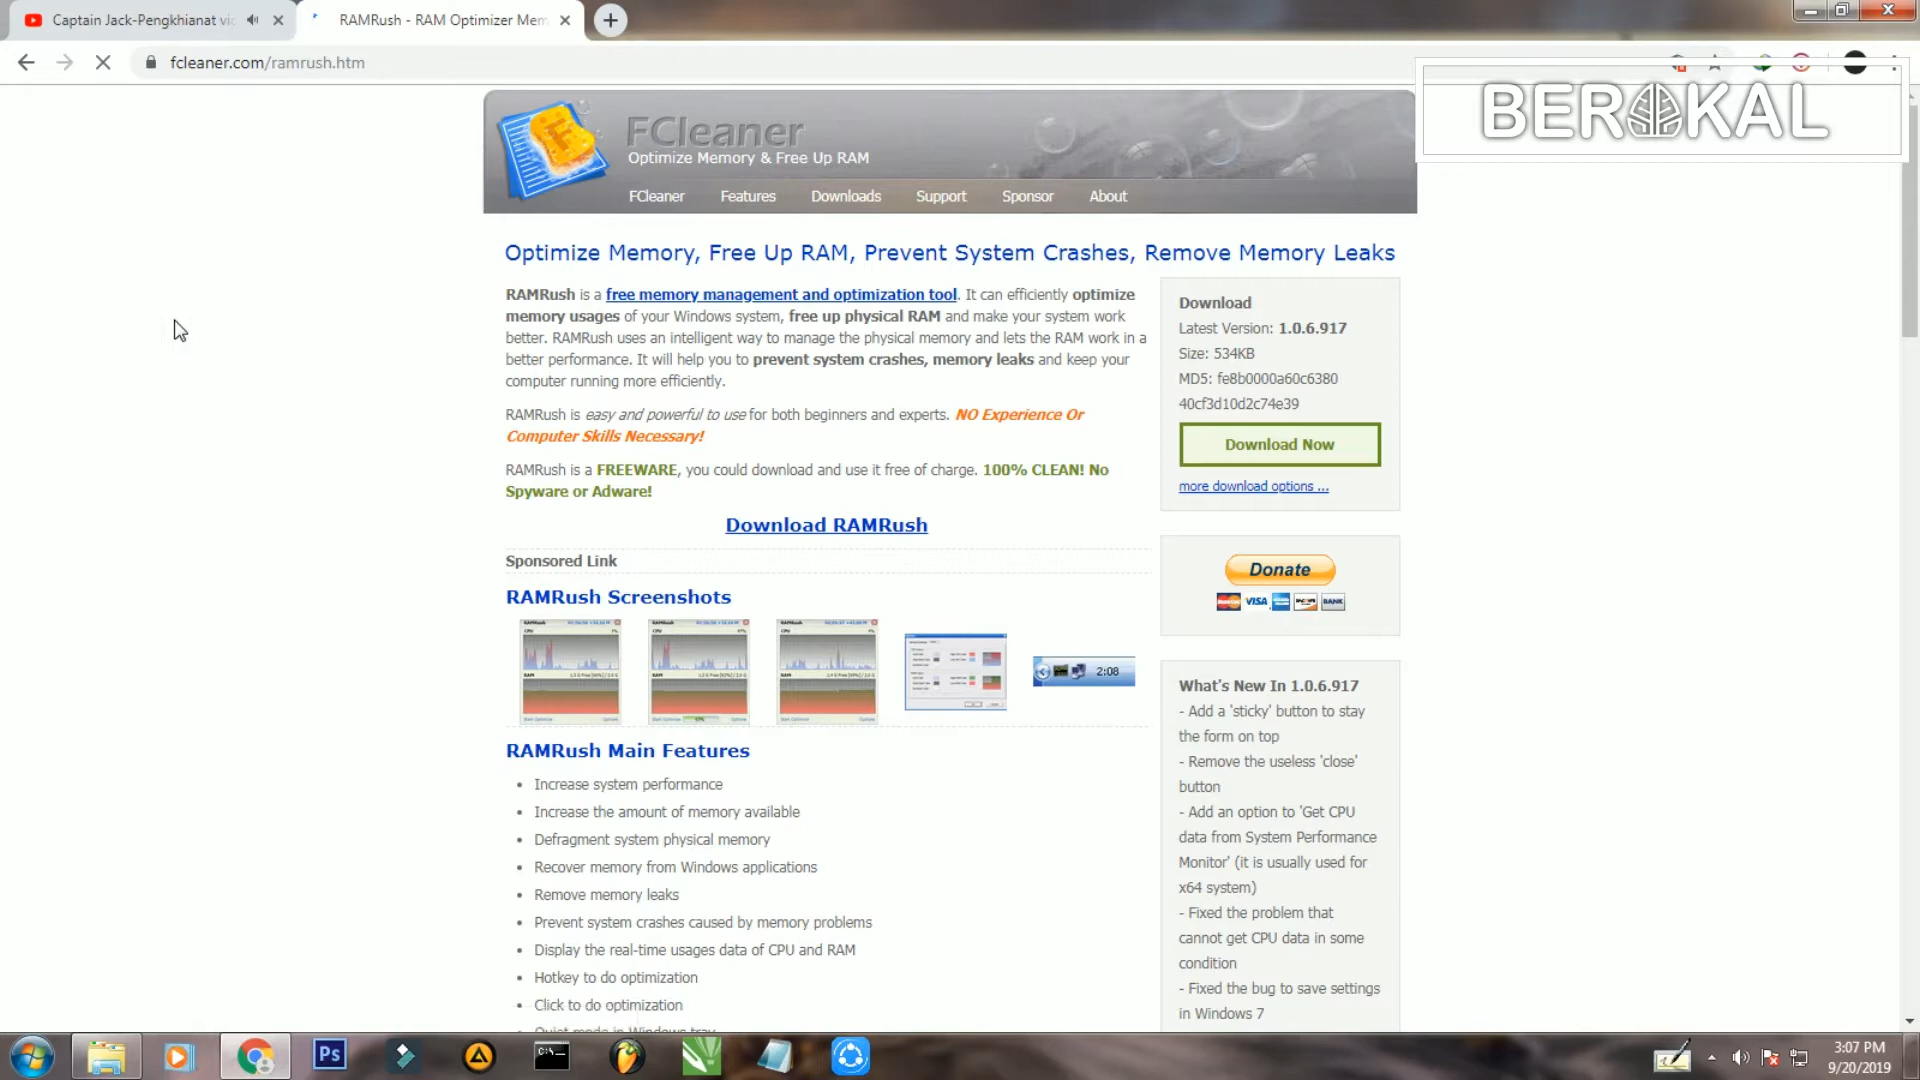 Captain Jack-Pengkhianat vi
RAMRush - RAM Optimizer Mem
fcleaner.com/ramrush.htm
BEROKAL
FCleaner
Optimize Memory & Free Up RAM
FCleaner Features Downloads Support Sponsor About
Optimize Memory, Free Up RAM, Prevent System Crashes, Remove Memory Leaks
RAMRush is a free memory management and optimization tool. It can efficiently optimize
memory usages of your Windows system, free up physical RAM and make your system work
better. RAMRush uses an intelligent way to manage the physical memory and lets the RAM work in a
better performance. It will help you to prevent system crashes, memory leaks and keep your
computer running more efficiently.
RAMRush is easy and powerful to use for both beginners and experts. NO Experience Or
Computer Skills Necessary!
RAMRush is a FREEWARE, you could download and use it free of charge. 100% CLEAN! No
Spyware or Adware!
Download RAMRush
Sponsored Link
RAMRush Screenshots
2:08
RAMRush Main Features
• Increase system performance
• Increase the amount of memory available
• Defragment system physical memory
• Recover memory from Windows applications
• Remove memory leaks
• Prevent system crashes caused by memory problems
• Display the real-time usages data of CPU and RAM
• Hotkey to do optimization
• Click to do optimization
• Quiet mode in Windows tray
Download
Latest Version: 1.0.6.917
Size: 534KB
MD5: fe8b0000a60c6380
40cf3d10d2c74e39
Download Now
more download options ...
Donate
VISA
BANK
What's New In 1.0.6.917
- Add a 'sticky' button to stay
the form on top
- Remove the useless 'close'
button
- Add an option to 'Get CPU
data from System Performance
Monitor' (it is usually used for
x64 system)
- Fixed the problem that
cannot get CPU data in some
condition
- Fixed the bug to save settings
in Windows 7
Ps
3:07 PM
9/20/2019